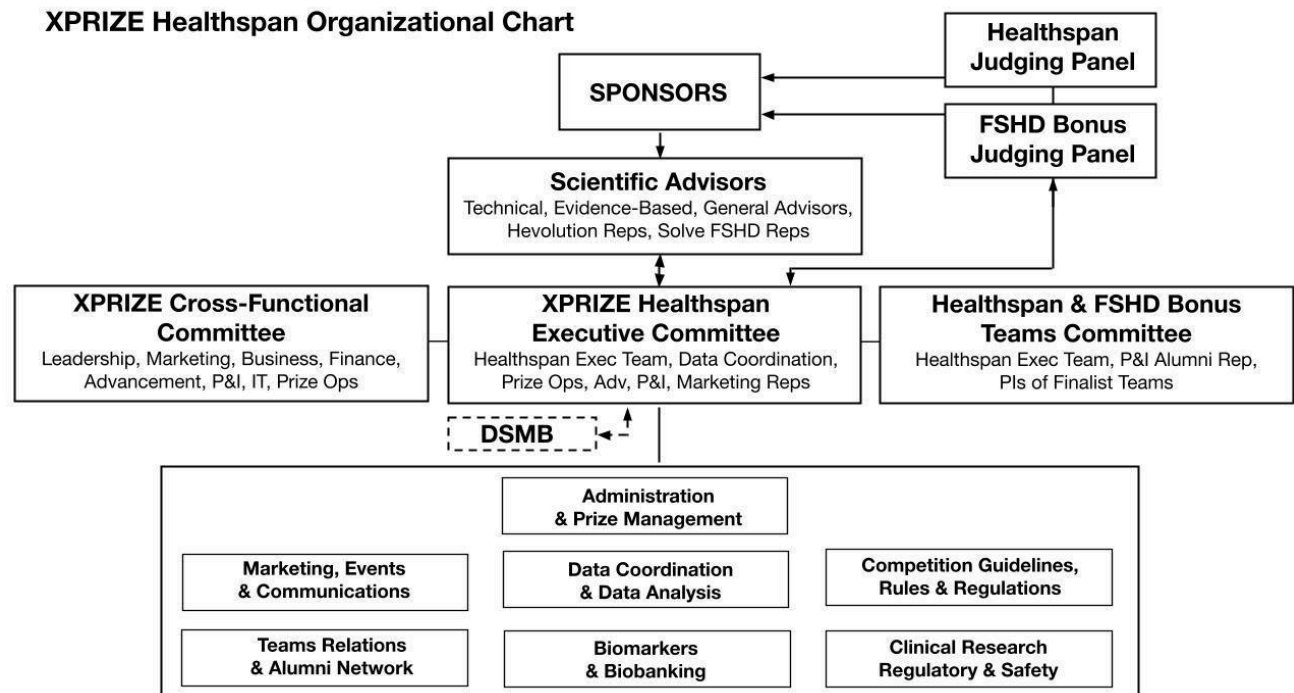 XPRIZE Healthspan Organizational Chart
Healthspan
Judging Panel
SPONSORS
FSHD Bonus
Judging Panel
Scientific Advisors
Technical, Evidence-Based, General Advisors,
Hevolution Reps, Solve FSHD Reps
XPRIZE Cross-Functional
Committee
Leadership, Marketing, Business, Finance,
Advancement, P&I, IT, Prize Ops
XPRIZE Healthspan
Executive Committee
Healthspan Exec Team, Data Coordination,
Prize Ops, Adv, P&I, Marketing Reps
Healthspan & FSHD Bonus
Teams Committee
Healthspan Exec Team, P&I Alumni Rep,
PIs of Finalist Teams
DSMB
Administration
& Prize Management
Marketing, Events
& Communications
Data Coordination
& Data Analysis
Competition Guidelines,
Rules & Regulations
Teams Relations
& Alumni Network
Biomarkers
& Biobanking
Clinical Research
Regulatory & Safety